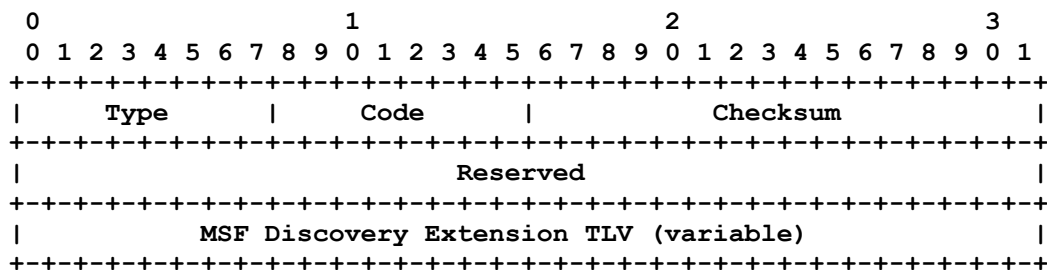 0                   1                   2                   3
 0 1 2 3 4 5 6 7 8 9 0 1 2 3 4 5 6 7 8 9 0 1 2 3 4 5 6 7 8 9 0 1
+-+-+-+-+-+-+-+-+-+-+-+-+-+-+-+-+-+-+-+-+-+-+-+-+-+-+-+-+-+-+-+-+
|     Type      |     Code      |           Checksum            |
+-+-+-+-+-+-+-+-+-+-+-+-+-+-+-+-+-+-+-+-+-+-+-+-+-+-+-+-+-+-+-+-+
|                           Reserved                            |
+-+-+-+-+-+-+-+-+-+-+-+-+-+-+-+-+-+-+-+-+-+-+-+-+-+-+-+-+-+-+-+-+
|           MSF Discovery Extension TLV (variable)              |
+-+-+-+-+-+-+-+-+-+-+-+-+-+-+-+-+-+-+-+-+-+-+-+-+-+-+-+-+-+-+-+-+